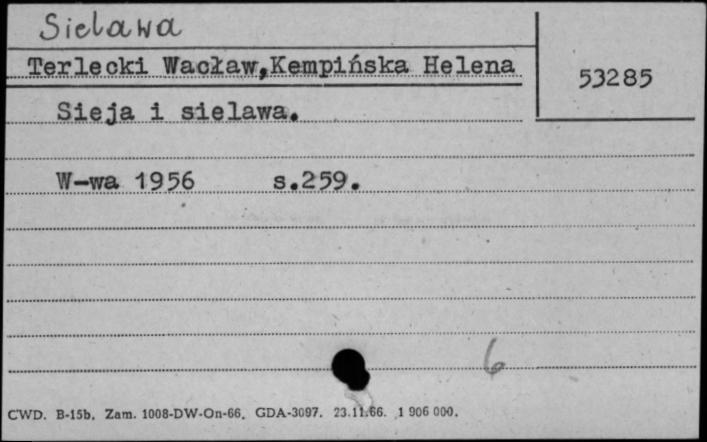 Sielawa
Terlecki Wacław,Kempińska Helena
53285
Sieja i sielawa.
W-wa 1956 s.259.
6
CWD. B-15b. Zam. 1008-DW-On-66. GDA-3097. 23.11.66. 1 906 000.